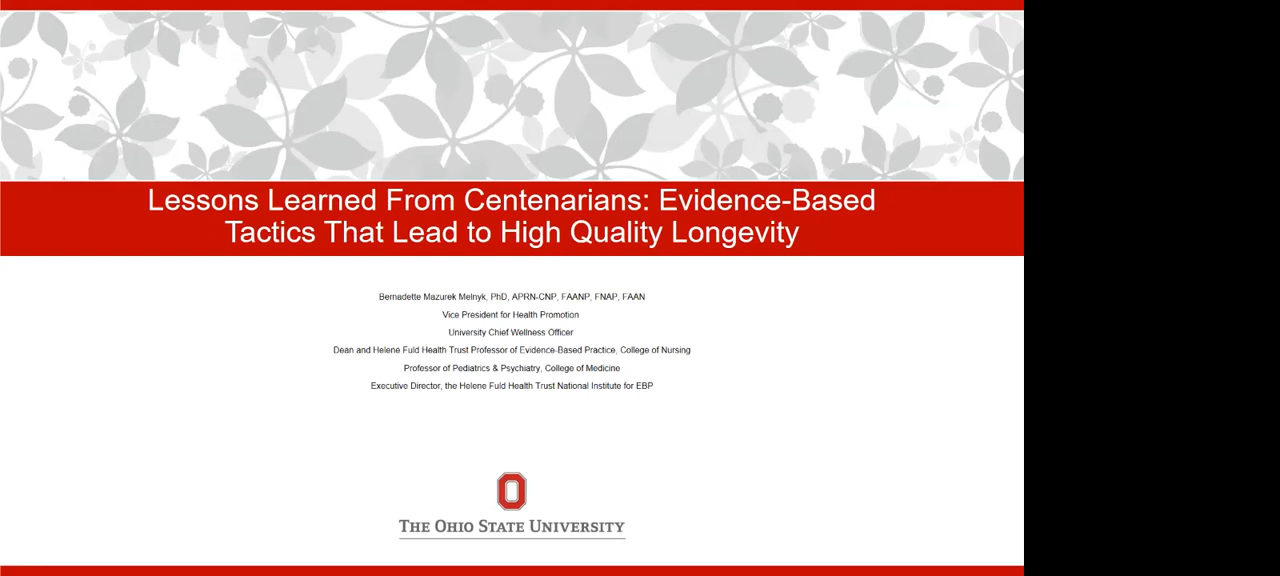 Lessons Learned From Centenarians: Evidence-Based
Tactics That Lead to High Quality Longevity
Bernadette Mazurek Melnyk, PhD, APRN-CNP, FAANP, FNAP, FAAN
Vice President for Health Promotion
University Chief Wellness Officer
Dean and Helene Fuld Health Trust Professor of Evidence-Based Practice, College of Nursing
Professor of Pediatrics & Psychiatry, College of Medicine
Executive Director, the Helene Fuld Health Trust National Institute for EBP
THE OHIO STATE UNIVERSITY